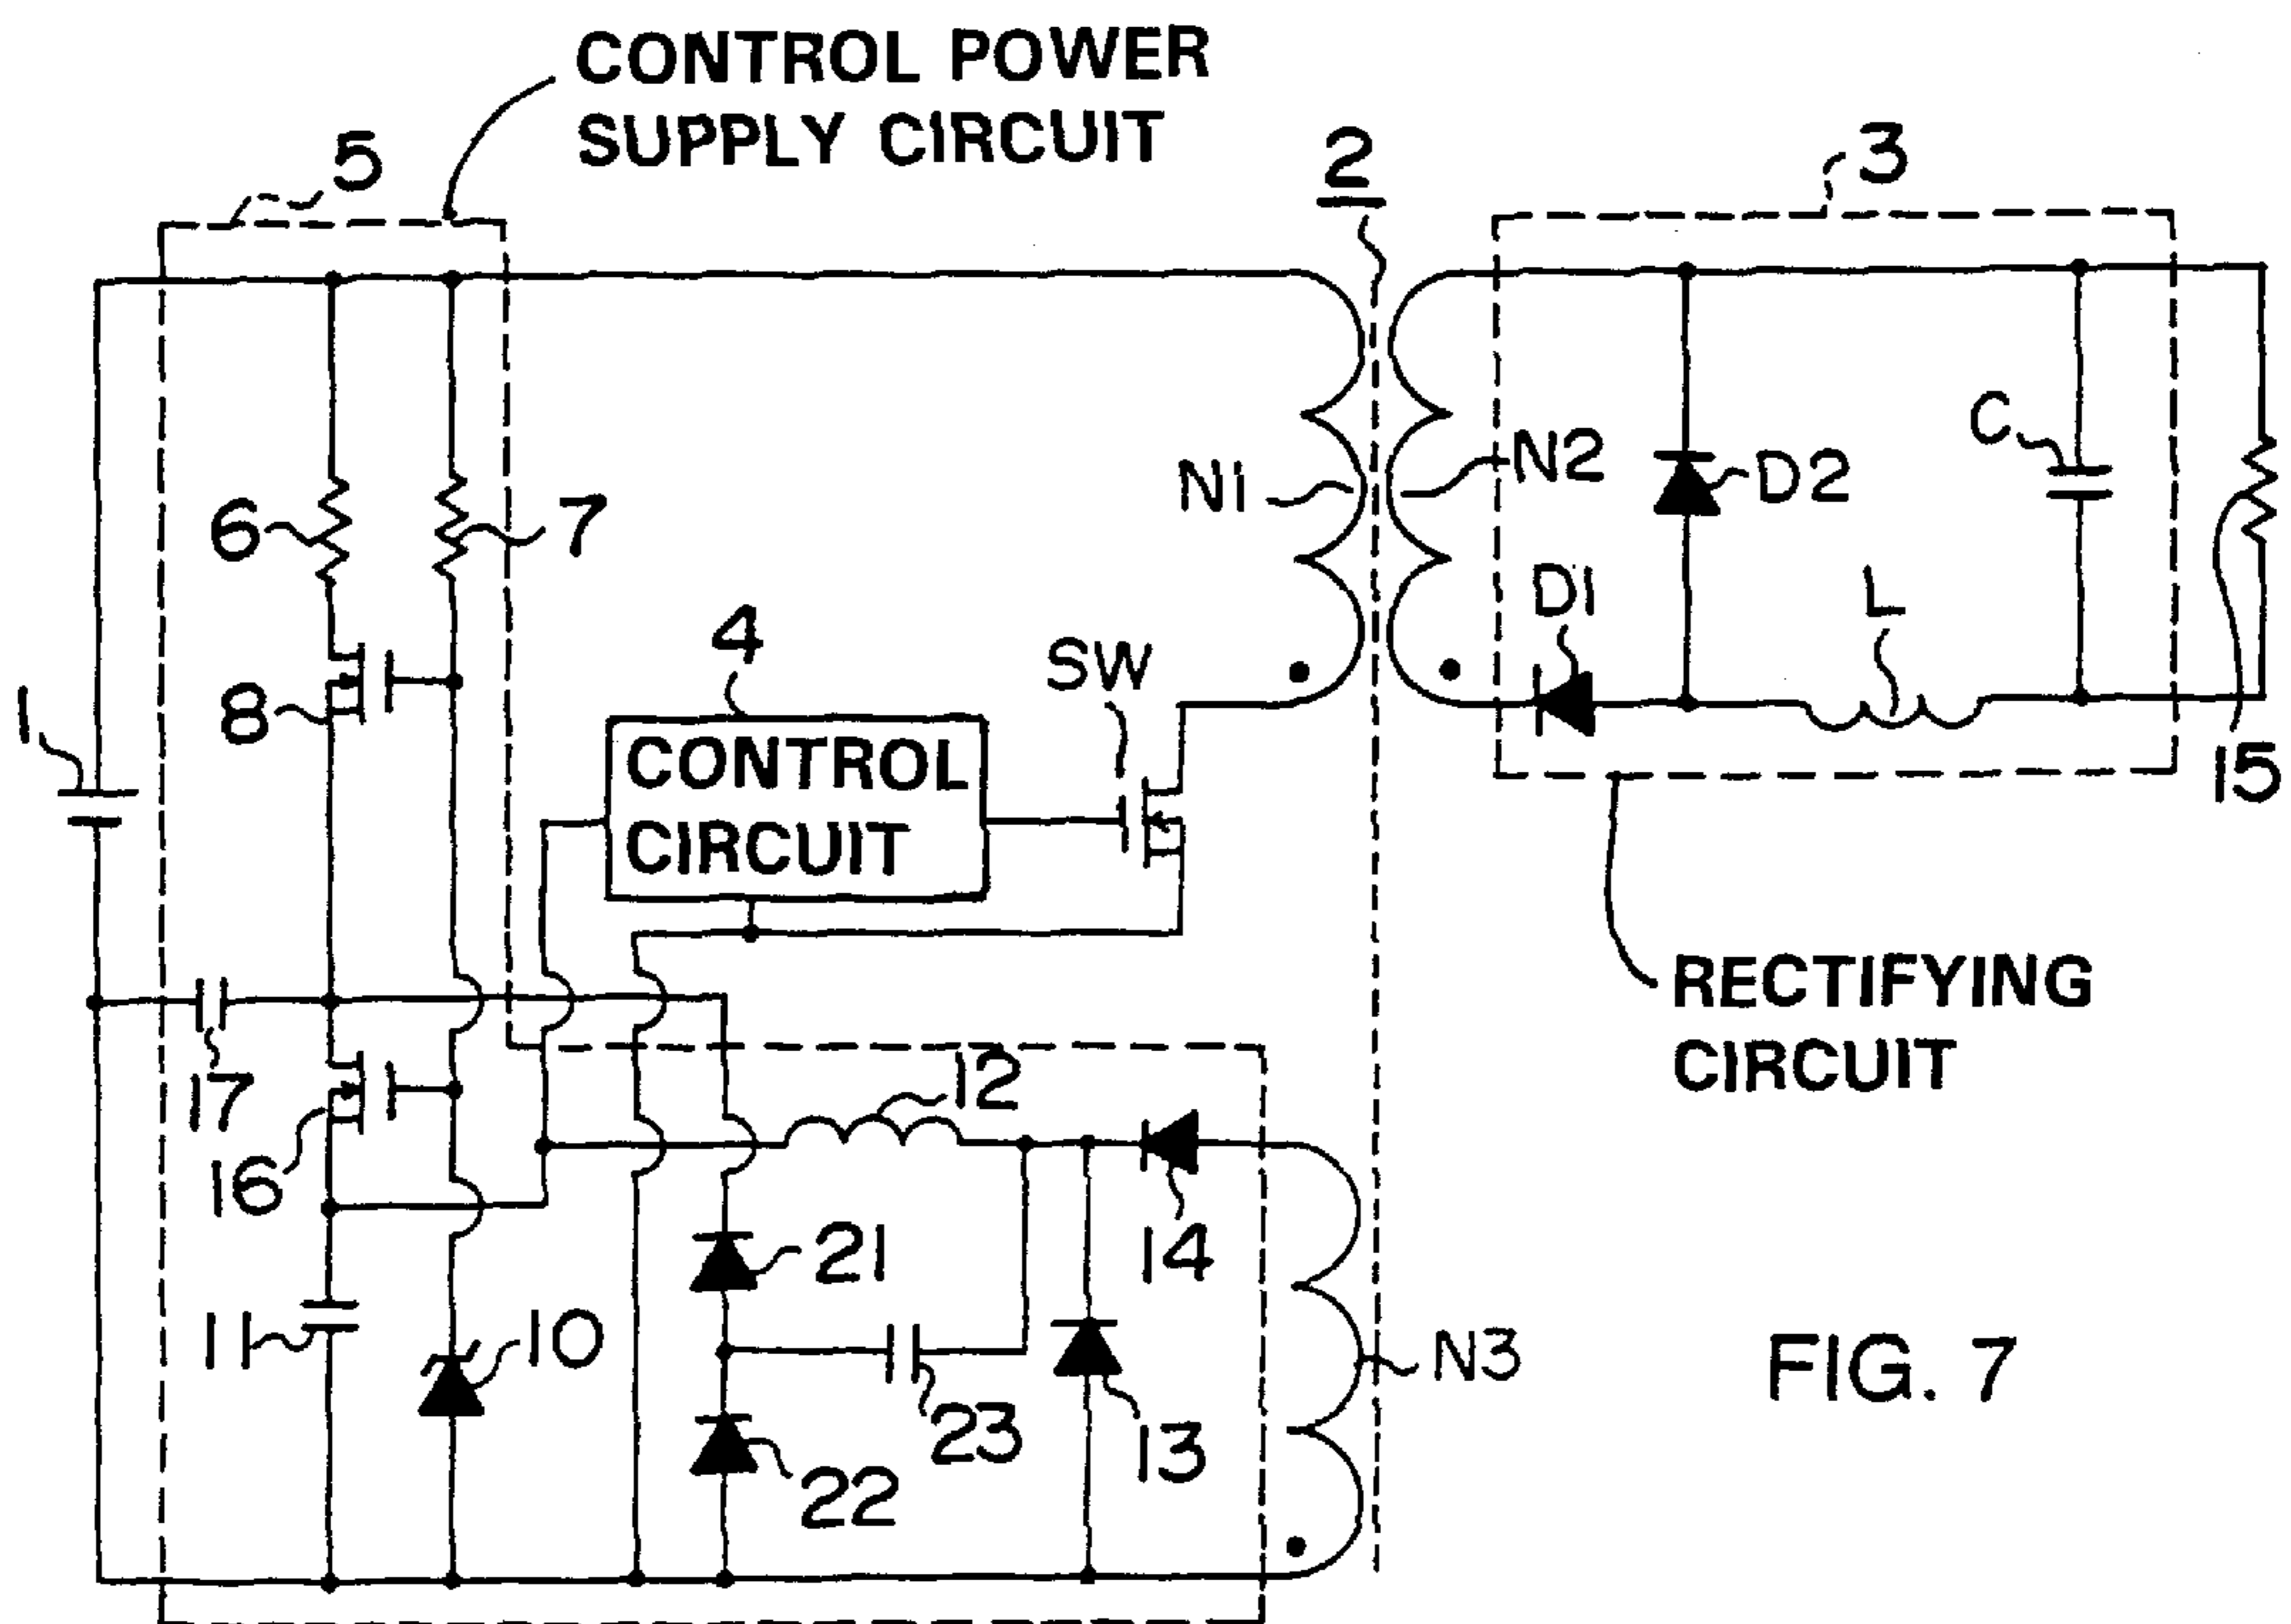 CONTROL POWER
SUPPLY CIRCUIT
5
2
3
6
7
N1
N2
D2
C
D1
L
4
SW
8
1
CONTROL
CIRCUIT
15
RECTIFYING
CIRCUIT
17
12
16
21
14
11
10
N3
23
13
22
FIG. 7